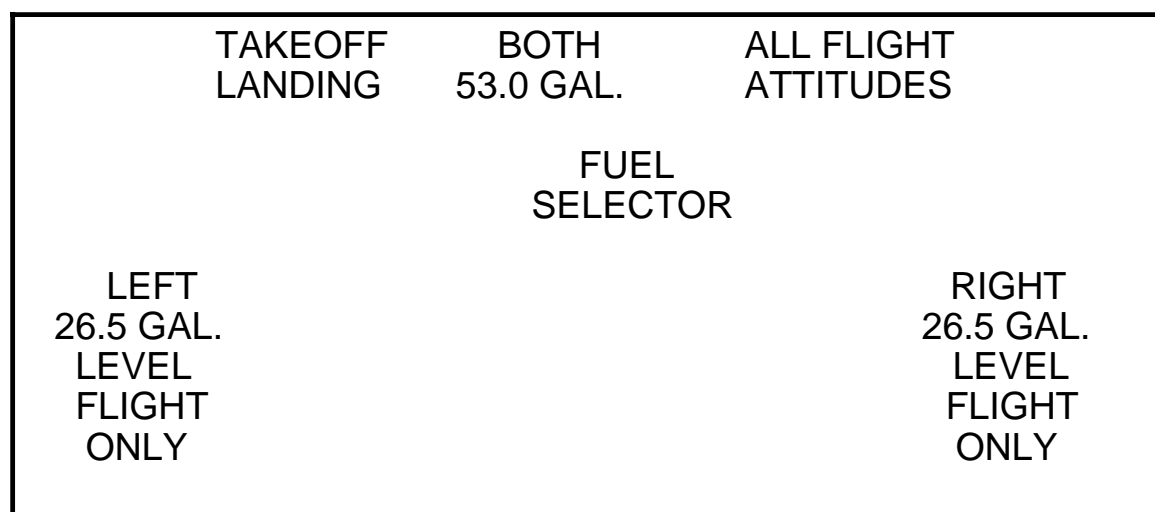 TAKEOFF BOTH ALL FLIGHT
LANDING 53.0 GAL. ATTITUDES
FUEL
SELECTOR
LEFT RIGHT
26.5 GAL. 26.5 GAL.
LEVEL LEVEL
FLIGHT FLIGHT
ONLY ONLY